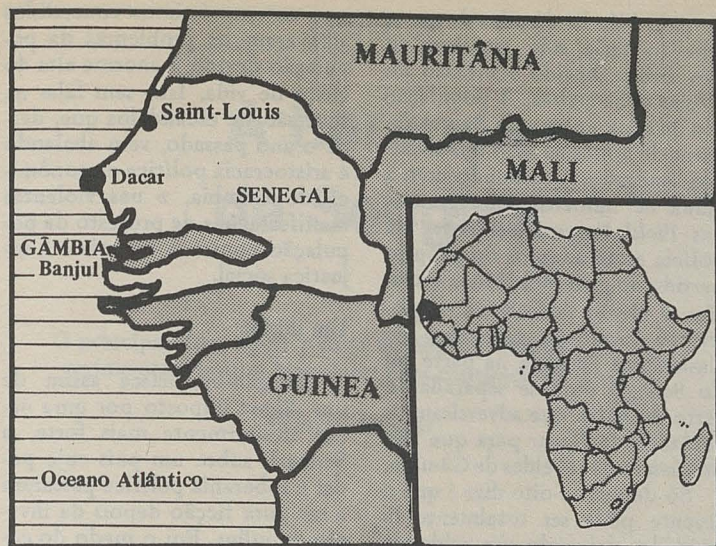 MAURITÂNIA
Saint-Louis
Dacar
MALI
SENEGAL
GÂMBIA
Banjul
GUINEA
Oceano Atlântico